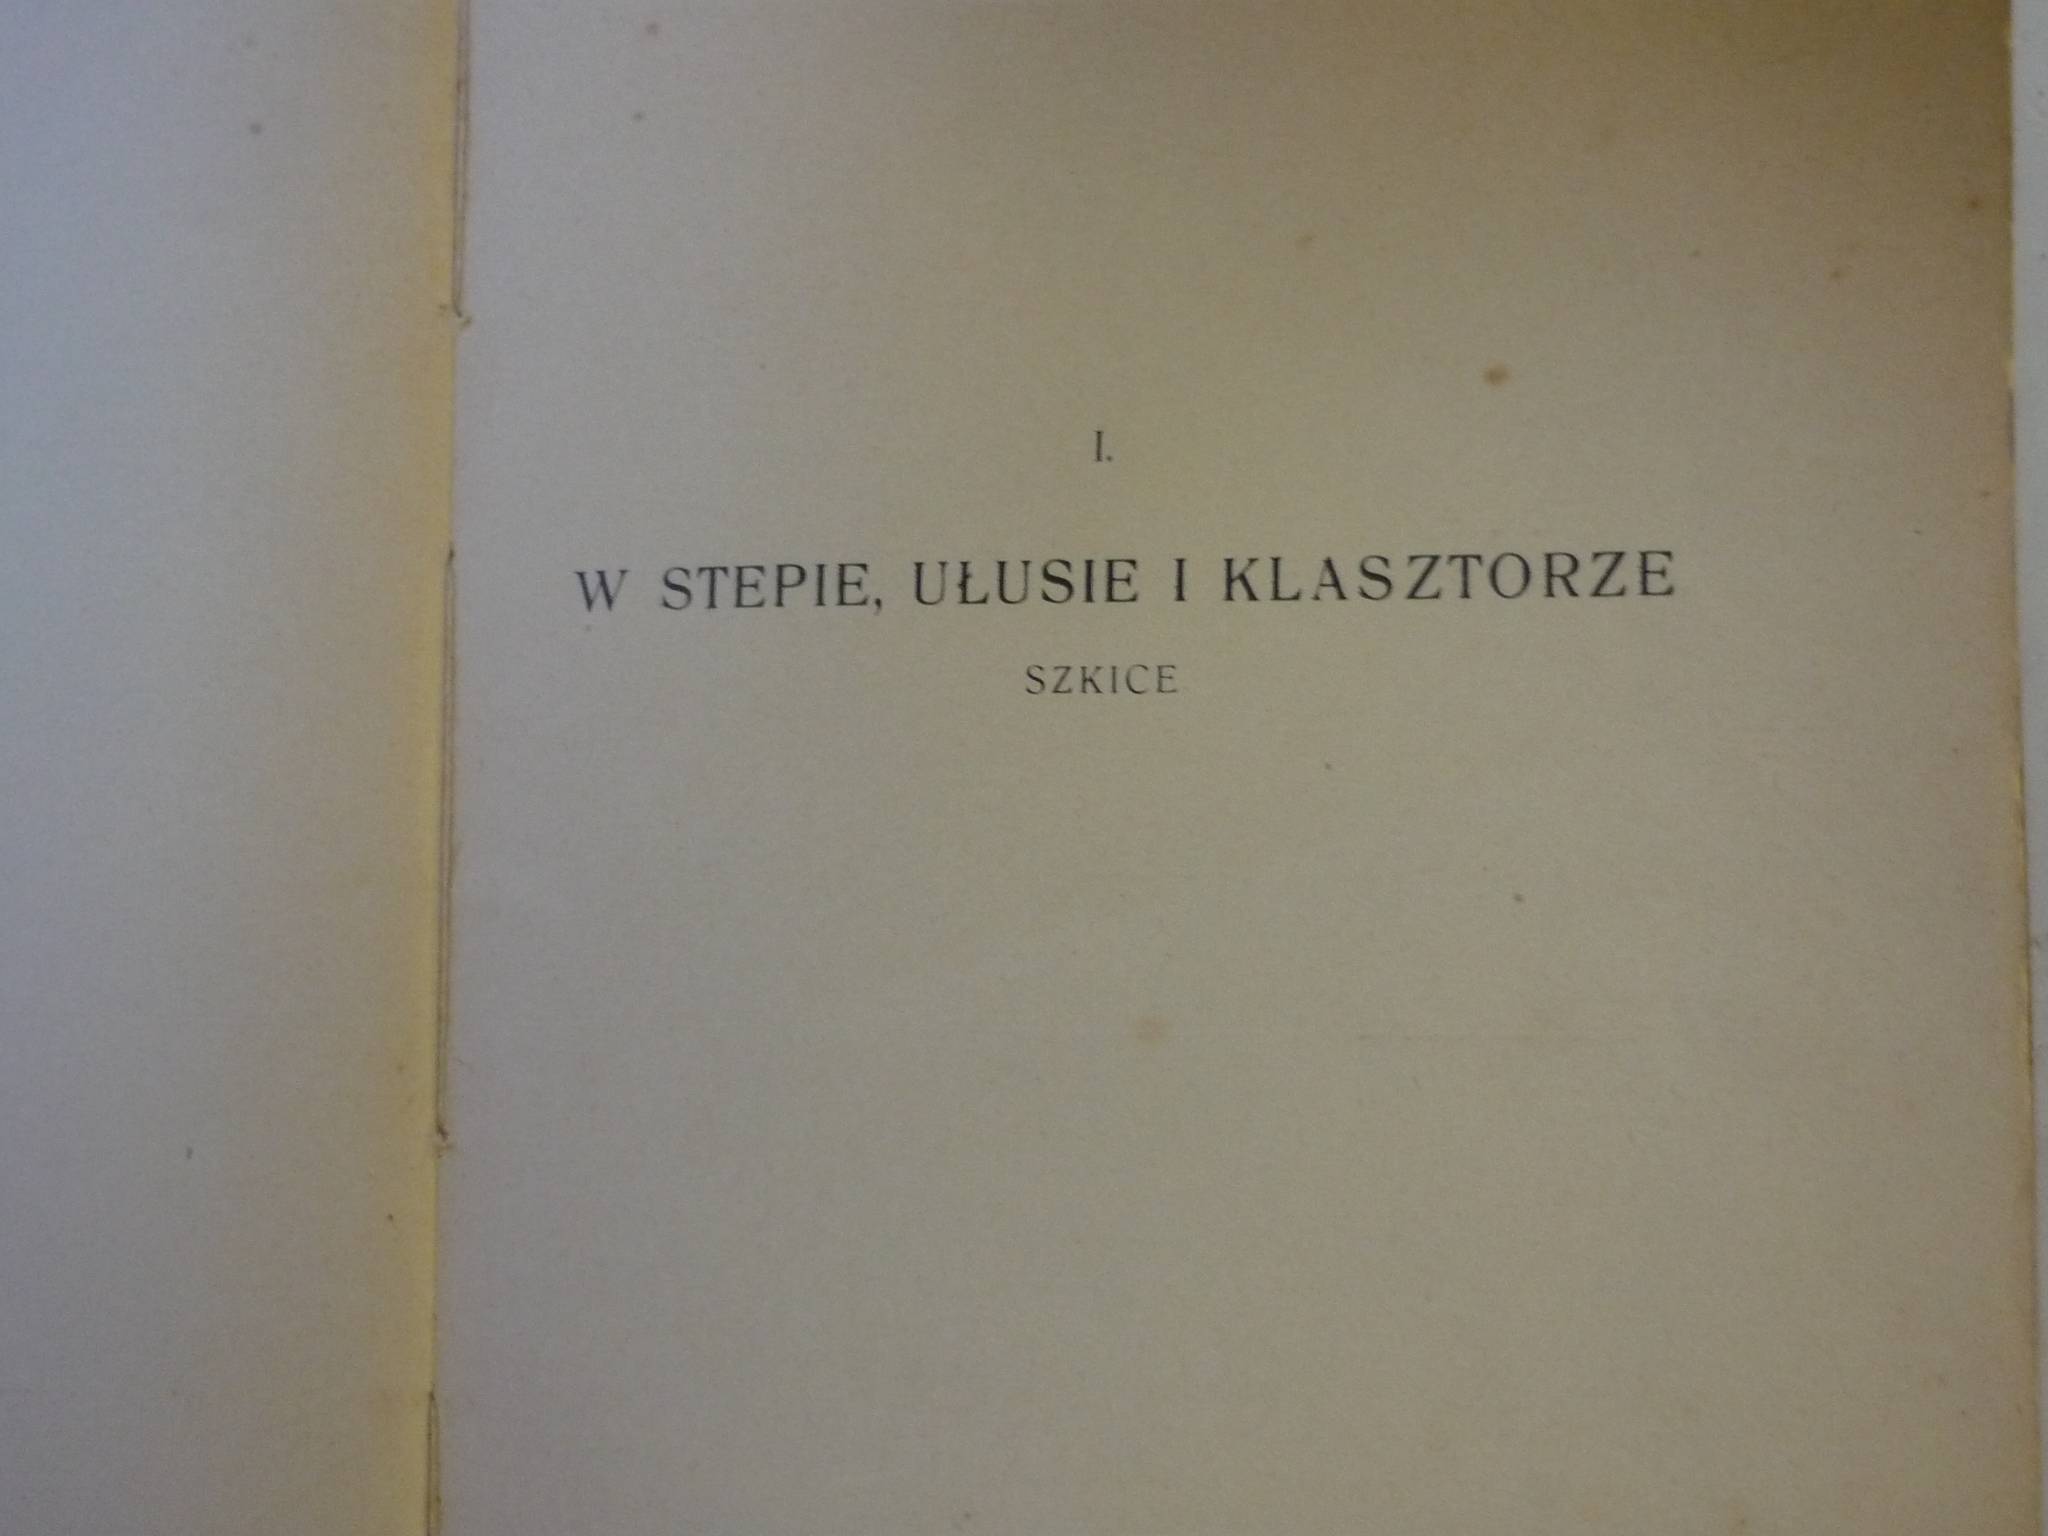 I.
W STEPIE, UŁUSIE I KLASZTORZE
SZKICE